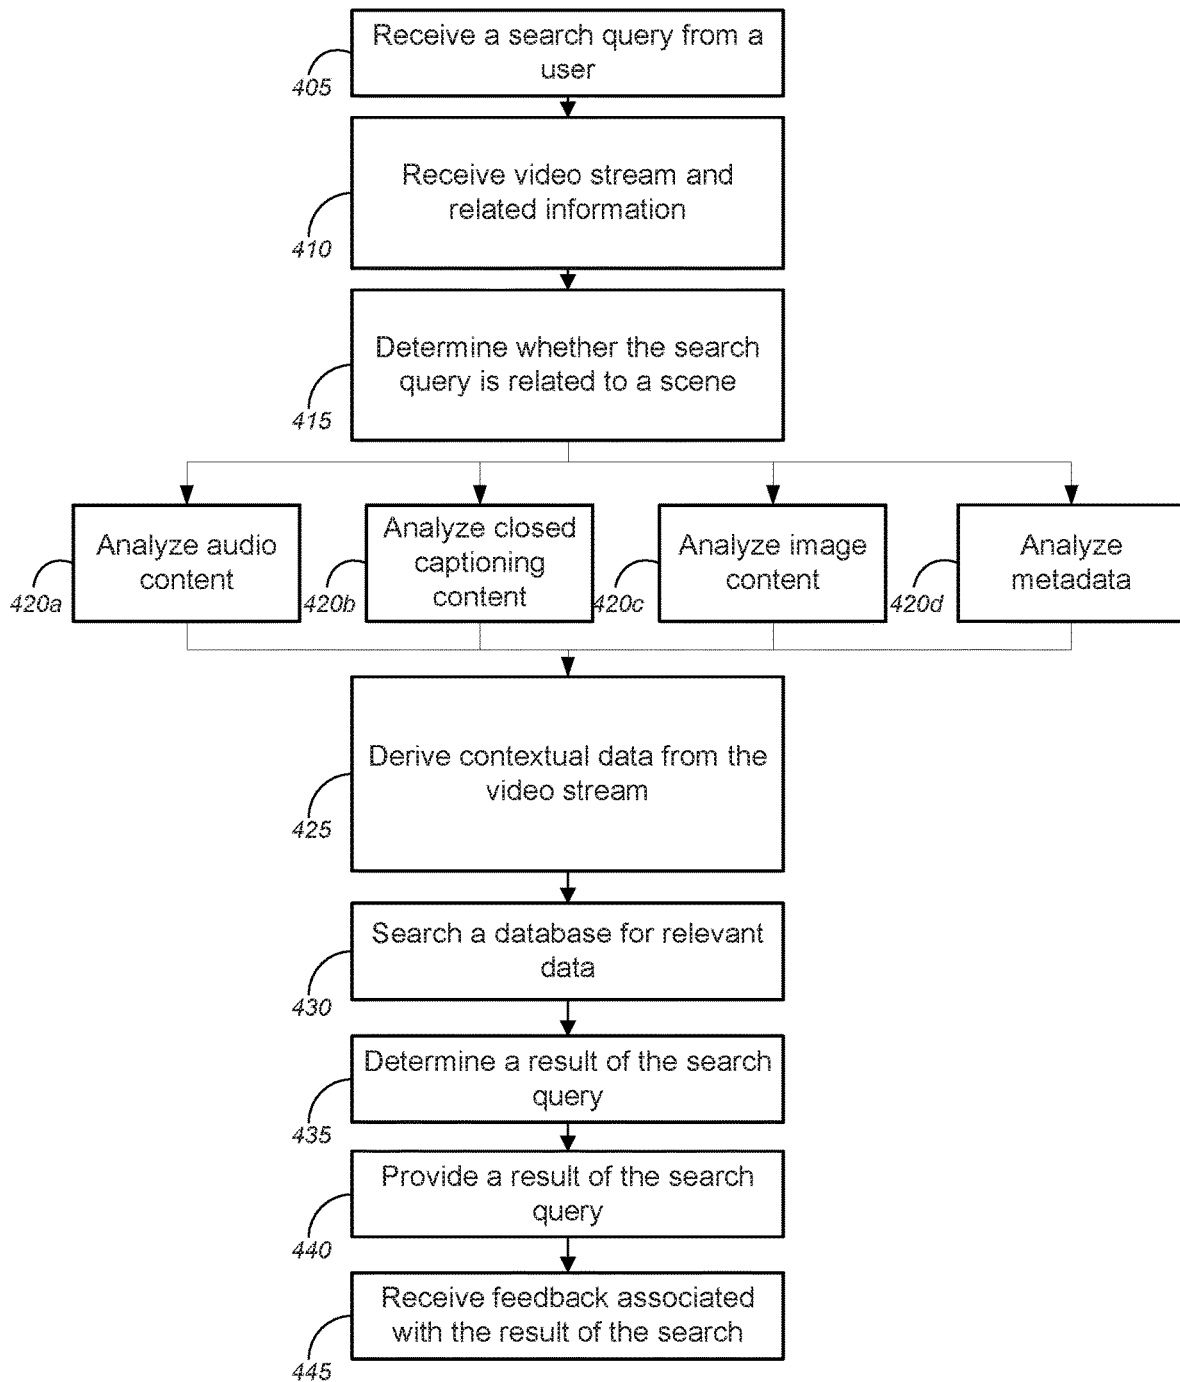 Receive a search query from a
user
405
Receive video stream and
related information
410
Determine whether the search
query is related to a scene
415
Analyze audio
content
420a
Analyze closed
captioning
content
420b
Analyze image
content
420c
Analyze
metadata
420d
Derive contextual data from the
video stream
425
Search a database for relevant
data
430
Determine a result of the search
query
435
Provide a result of the search
query
440
Receive feedback associated
with the result of the search
445